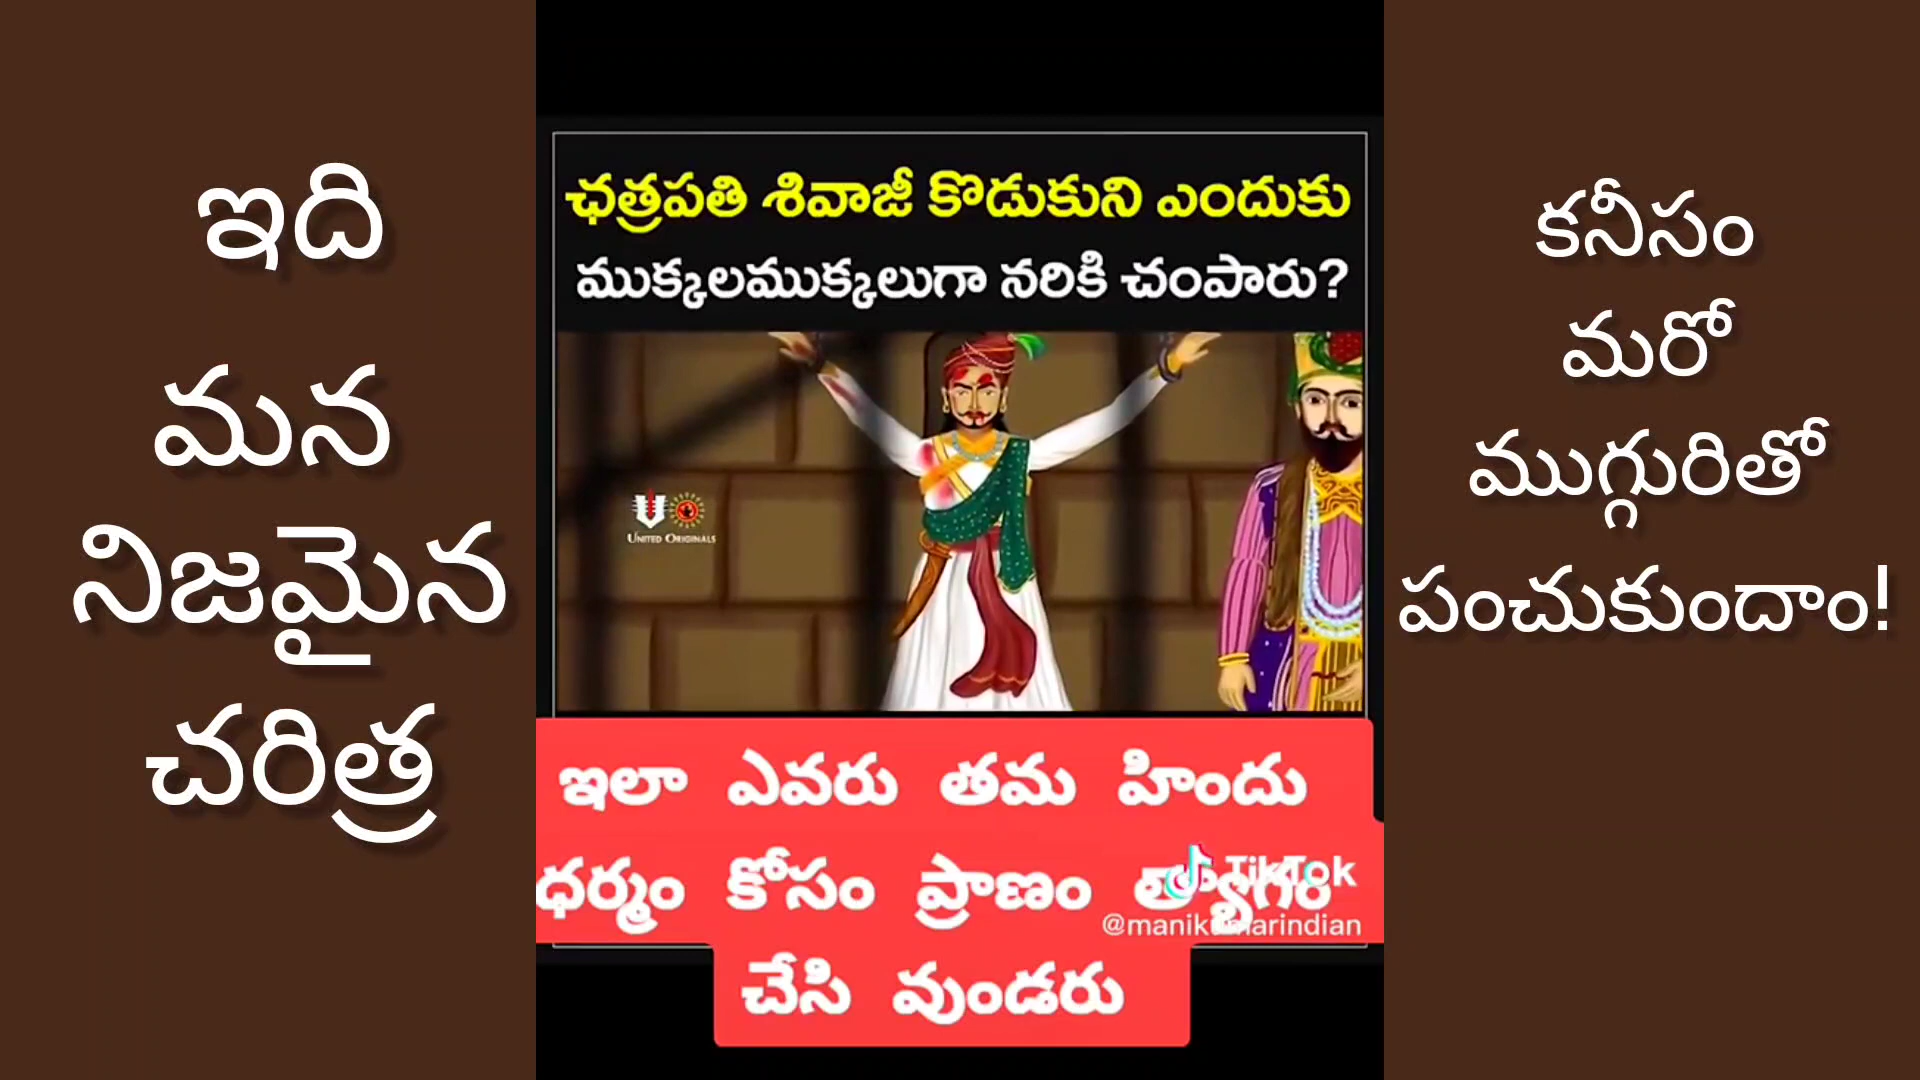 ఇది
మన
నిజమైన
చరిత్ర
ఛత్రపతి శివాజీ కొడుకుని ఎందుకు
ముక్కలముక్కలుగా నరికి చంపారు?
UNITED ORIGINALS
ఇలా ఎవరు తమ హిందు
ధర్మం కోసం ప్రాణం త్యాగం
చేసి వుండరు
TikTok
@manikumarindian
కనీసం
మరో
ముగ్గురితో
పంచుకుందాం!